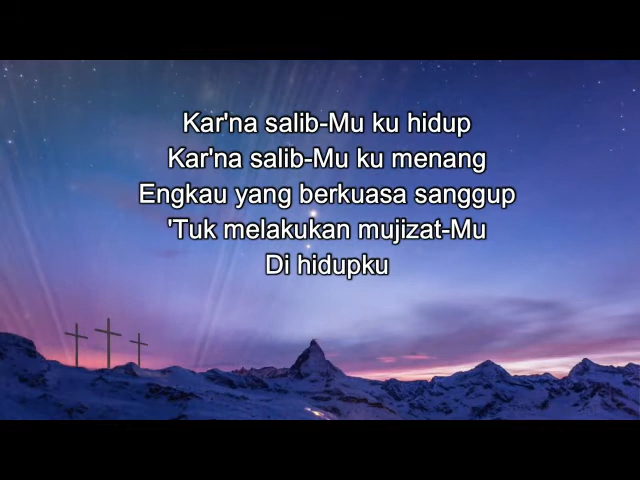 Kar'na salib-Mu ku hidup
Kar'na salib-Mu ku menang
Engkau yang berkuasa sanggup
'Tuk melakukan mujizat-Mu
Di hidupku